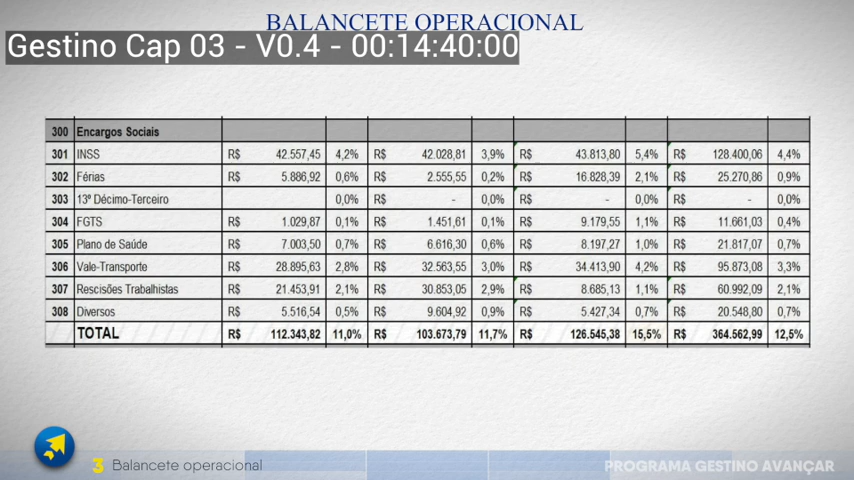 BALANCETE OPERACIONAL
Gestino Cap 03 - V0.4 - 00:14:40:00
300 Encargos Sociais
301 INSS R$ 42.557,45 4,2% R$ 42.028,81 3,9% R$ 43.813,80 5,4% R$ 128.400,06 4,4%
302 Férias R$ 5.886,92 0,6% R$ 2.555,55 0,2% R$ 16.828,39 2,1% R$ 25.270,86 0,9%
303 13º Décimo-Terceiro 0,0% R$ - 0,0% R$ - 0,0% R$ - 0,0%
304 FGTS R$ 1.029,87 0,1% R$ 1.451,61 0,1% R$ 9.179,55 1,1% R$ 11.661,03 0,4%
305 Plano de Saúde R$ 7.003,50 0,7% R$ 6.616,30 0,6% R$ 8.197,27 1,0% R$ 21.817,07 0,7%
306 Vale-Transporte R$ 28.895,63 2,8% R$ 32.563,55 3,0% R$ 34.413,90 4,2% R$ 95.873,08 3,3%
307 Rescisões Trabalhistas R$ 21.453,91 2,1% R$ 30.853,05 2,9% R$ 8.685,13 1,1% R$ 60.992,09 2,1%
308 Diversos R$ 5.516,54 0,5% R$ 9.604,92 0,9% R$ 5.427,34 0,7% R$ 20.548,80 0,7%
TOTAL R$ 112.343,82 11,0% R$ 103.673,79 11,7% R$ 126.545,38 15,5% R$ 364.562,99 12,5%
3 Balancete operacional
PROGRAMA GESTINO AVANÇAR